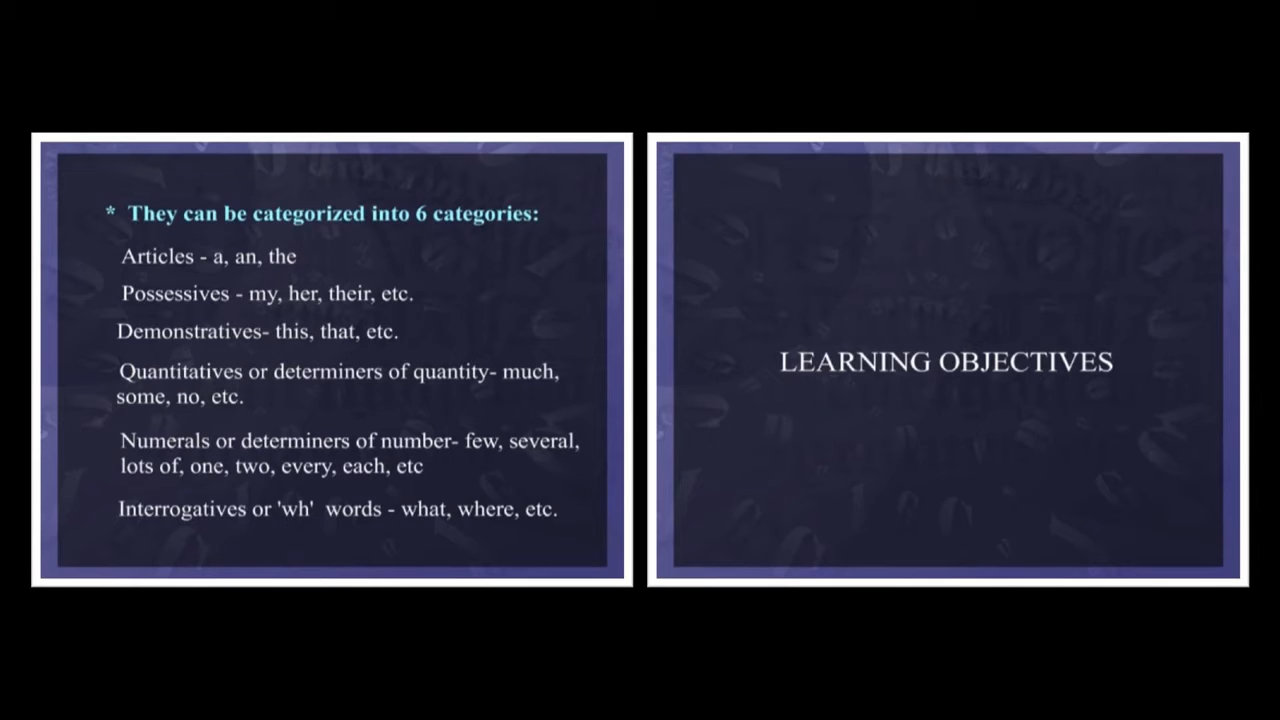 * They can be categorized into 6 categories:
Articles - a, an, the
Possessives - my, her, their, etc.
Demonstratives- this, that, etc.
Quantitatives or determiners of quantity- much,
some, no, etc.
Numerals or determiners of number- few, several,
lots of, one, two, every, each, etc
Interrogatives or 'wh' words - what, where, etc.
LEARNING OBJECTIVES